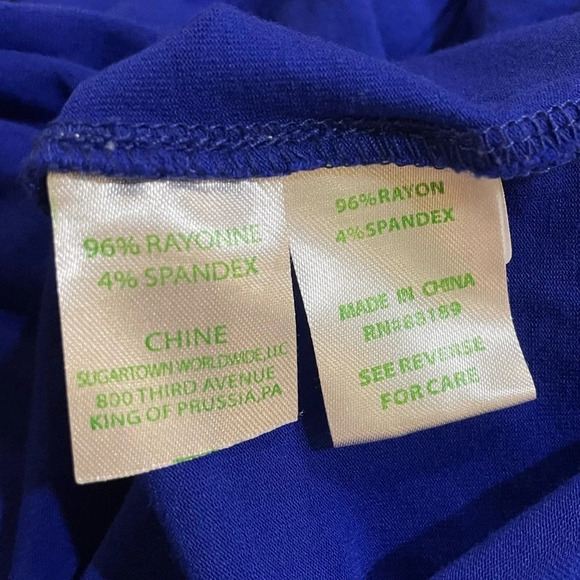 96% RAYONNE
4% SPANDEX
CHINE
SUGARTOWN WORLDWIDE, LLC
800 THIRD AVENUE
KING OF PRUSSIA, PA
96%RAYON
4%SPANDEX
MADE IN CHINA
RN#83189
SEE REVERSE
FOR CARE